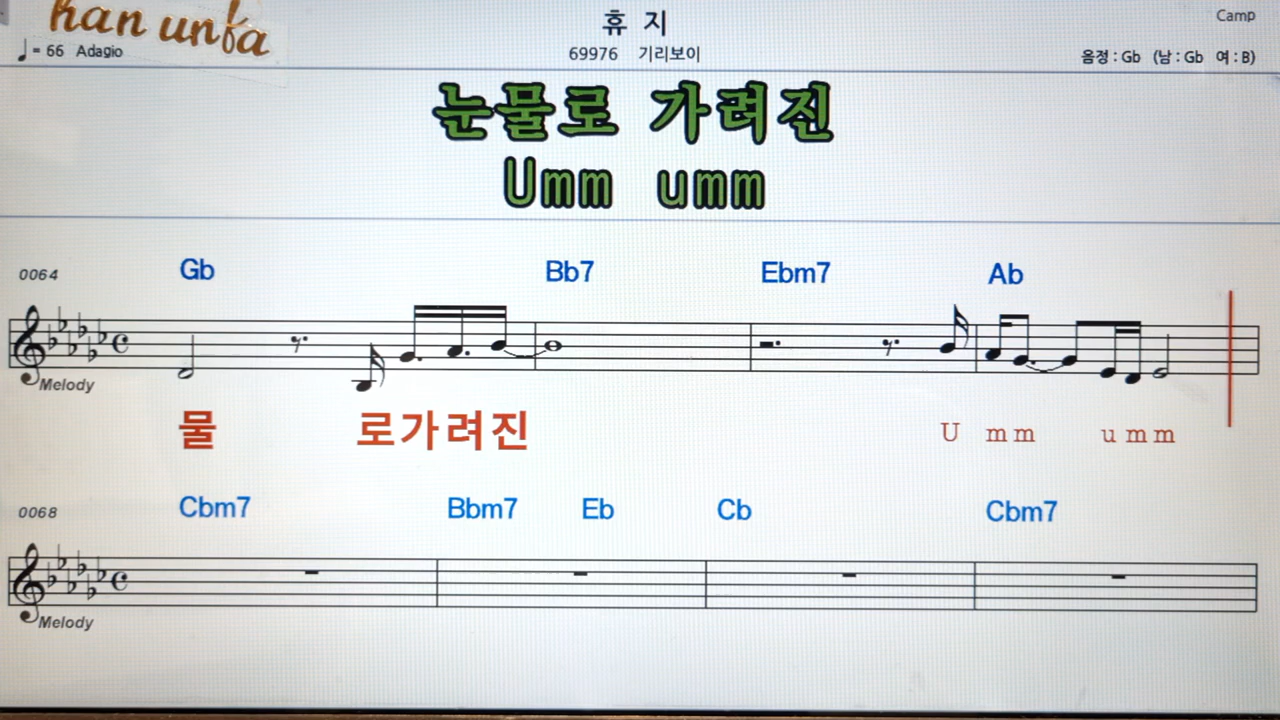 han unfa
휴 지
Camp
♩= 66 Adagio
69976 기리보이
음정 : Gb (남 : Gb 여 : B)
눈물로 가려진
Umm umm
0064 Gb Bb7 Ebm7 Ab
Melody
물 로가려진 U mm umm
0068 Cbm7 Bbm7 Eb Cb Cbm7
Melody